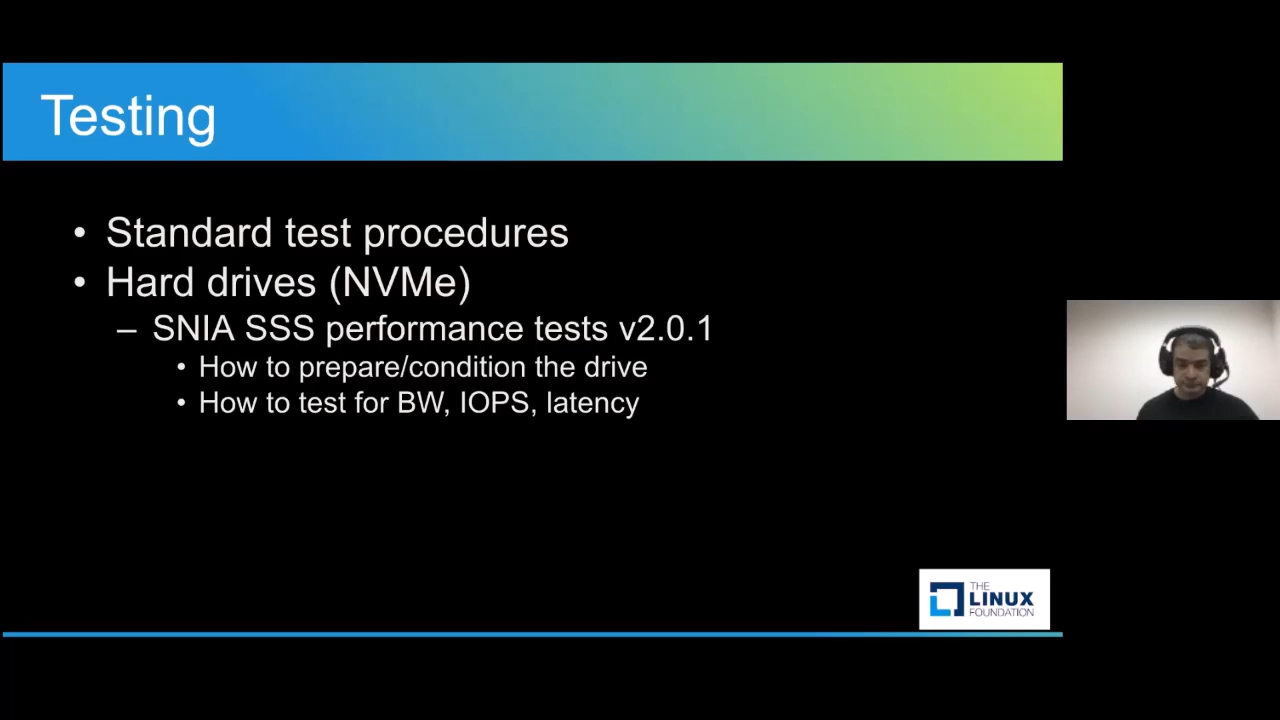 Testing
• Standard test procedures
• Hard drives (NVMe)
– SNIA SSS performance tests v2.0.1
• How to prepare/condition the drive
• How to test for BW, IOPS, latency
THE
LINUX
FOUNDATION